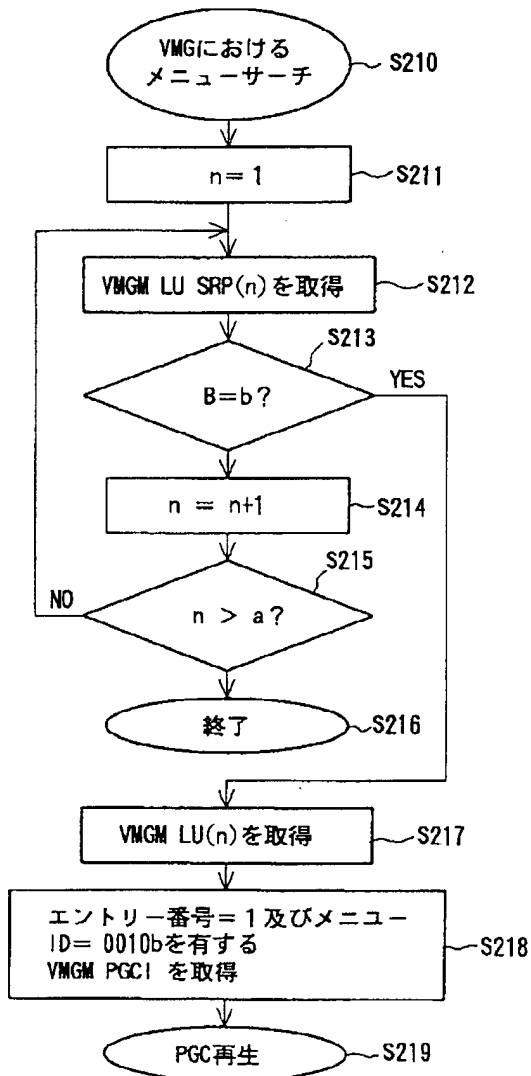 VMGにおける
メニューサーチ
S210
n= 1
S211
VMGM LU SRP(n)を取得
S212
S213
B=b?
YES
n = n+1
S214
S215
NO
n > a?
終了
S216
VMGM LU(n)を取得
S217
エントリー番号=1及びメニュー
ID= 0010bを有する
VMGM PGCI を取得
S218
PGC再生
S219